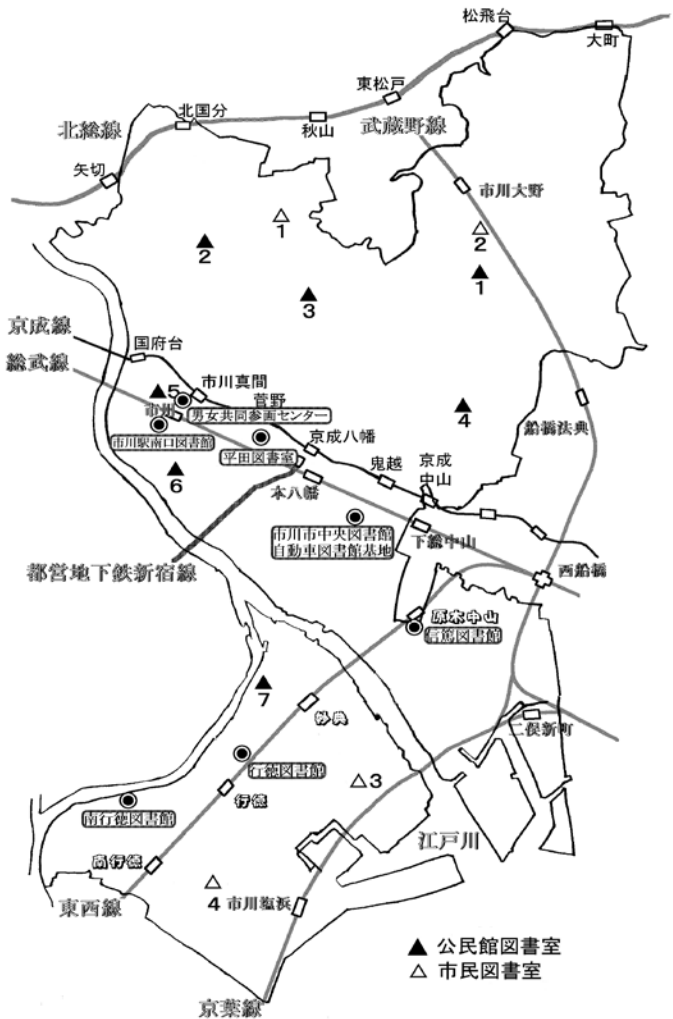 松飛台
大町
東松戸
北国分
秋山
武蔵野線
北総線
矢切
市川大野
1
2
2
1
3
京成線
国府台
総武線
5
市川真間
菅野
市川
男女共同参画センター
4
船橋法典
市川駅南口図書館
京成八幡
平田図書室
鬼越
京成
中山
6
本八幡
市川市中央図書館
自動車図書館基地
下総中山
都営地下鉄新宿線
西船橋
原木中山
信篤図書館
7
妙典
二俣新町
行徳図書館
3
行徳
南行徳図書館
江戸川
南行徳
4
市川塩浜
東西線
▲ 公民館図書室
△ 市民図書室
京葉線